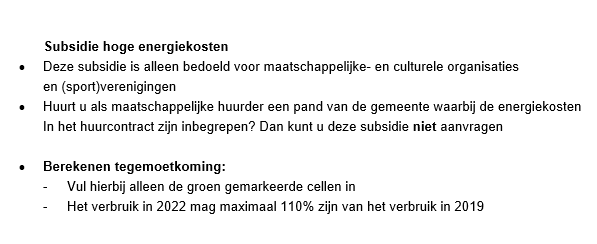 Subsidie hoge energiekosten
• Deze subsidie is alleen bedoeld voor maatschappelijke- en culturele organisaties
en (sport)verenigingen
• Huurt u als maatschappelijke huurder een pand van de gemeente waarbij de energiekosten
In het huurcontract zijn inbegrepen? Dan kunt u deze subsidie niet aanvragen
• Berekenen tegemoetkoming:
- Vul hierbij alleen de groen gemarkeerde cellen in
- Het verbruik in 2022 mag maximaal 110% zijn van het verbruik in 2019